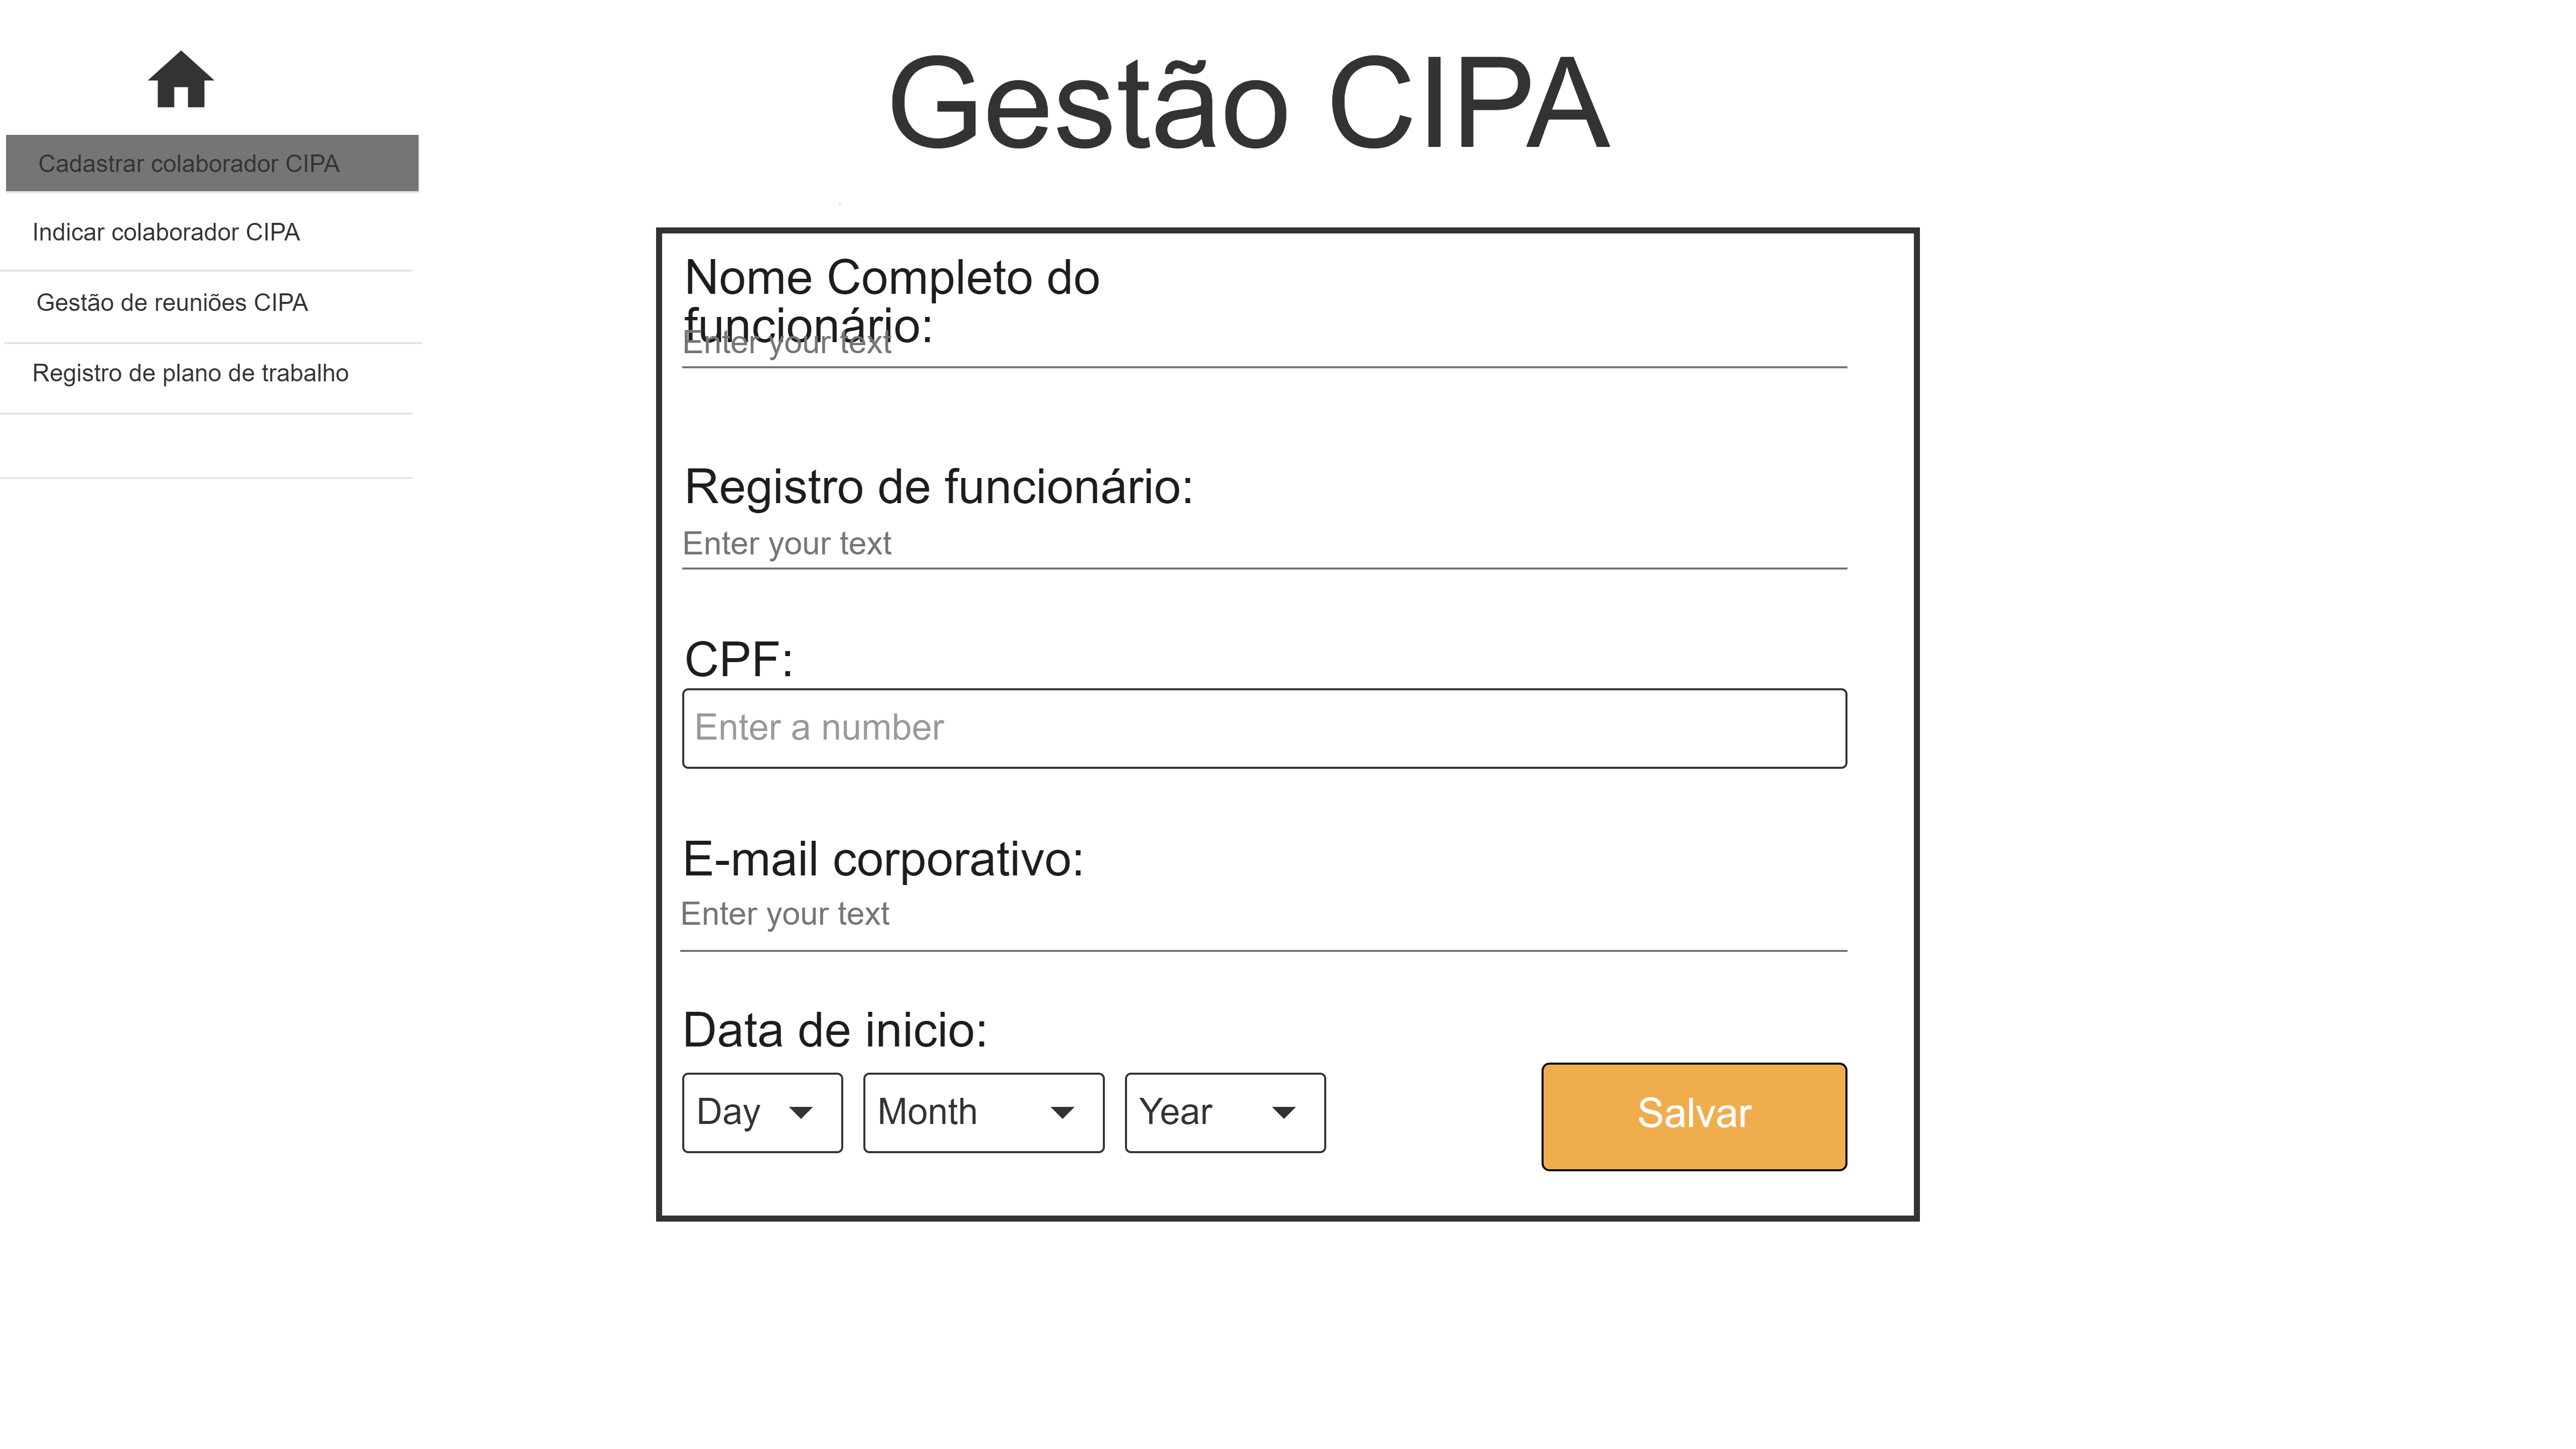 Gestão CIPA
Cadastrar colaborador CIPA
Indicar colaborador CIPA
Gestão de reuniões CIPA
Registro de plano de trabalho
Nome Completo do
funcionário:
Enter your text
Registro de funcionário:
Enter your text
CPF:
Enter a number
E-mail corporativo:
Enter your text
Data de inicio:
Day Month Year
Salvar